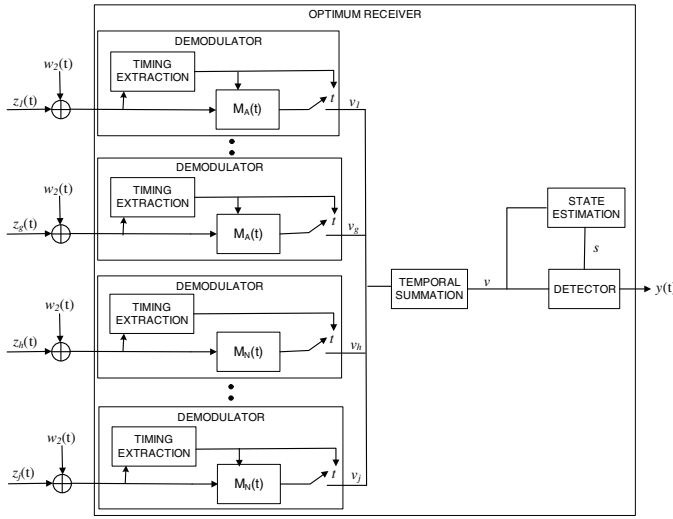 OPTIMUM RECEIVER
DEMODULATOR
w2(t)
TIMING
EXTRACTION
z1(t)
MA(t)
t
v1
DEMODULATOR
w2(t)
TIMING
EXTRACTION
zg(t)
MA(t)
t
vg
STATE
ESTIMATION
s
TEMPORAL
SUMMATION
v
DETECTOR
y(t)
DEMODULATOR
w2(t)
TIMING
EXTRACTION
zh(t)
MN(t)
t
vh
DEMODULATOR
w2(t)
TIMING
EXTRACTION
zj(t)
MN(t)
t
vj